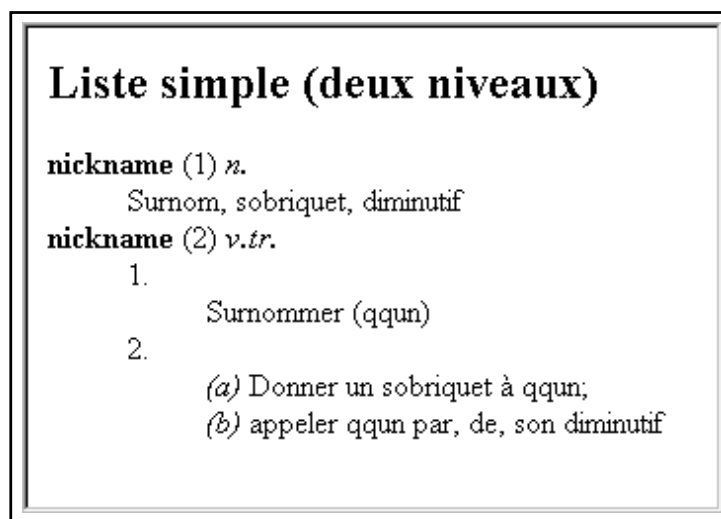 Liste simple (deux niveaux)
nickname (1) n.
Surnom, sobriquet, diminutif
nickname (2) v.tr.
1.
Surnommer (qqun)
2.
(a) Donner un sobriquet à qqun;
(b) appeler qqun par, de, son diminutif